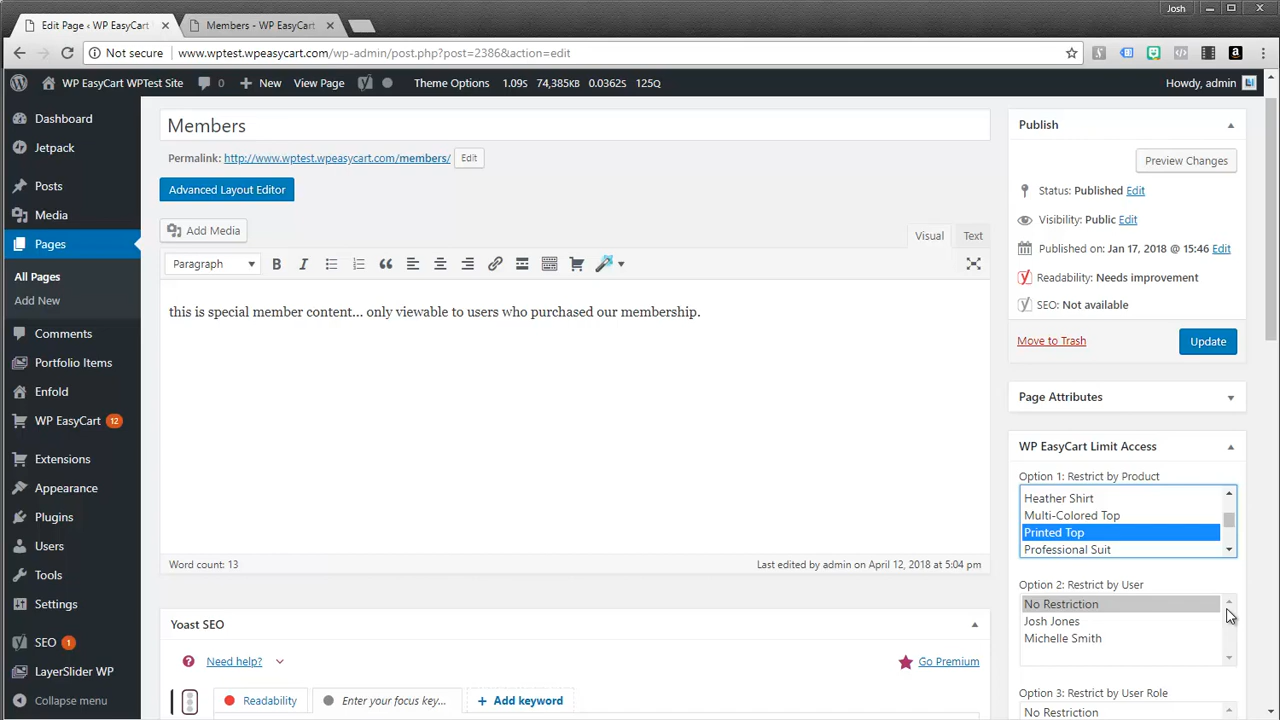 Josh
Edit Page ‹ WP EasyCart
Members - WP EasyCart
Not secure
www.wptest.wpeasycart.com/wp-admin/post.php?post=2386&action=edit
WP EasyCart WPTest Site
0
New
View Page
Theme Options
1.09s
74,385KB
0.0362s
125Q
Howdy, admin
Dashboard
Jetpack
Posts
Media
Pages
All Pages
Add New
Comments
Portfolio Items
Enfold
WP EasyCart 12
Extensions
Appearance
Plugins
Users
Tools
Settings
SEO 1
LayerSlider WP
Collapse menu
Members
Permalink: http://www.wptest.wpeasycart.com/members/ Edit
Advanced Layout Editor
Add Media
Visual
Text
Paragraph
B I
this is special member content... only viewable to users who purchased our membership.
Word count: 13
Last edited by admin on April 12, 2018 at 5:04 pm
Yoast SEO
Need help?
Go Premium
Readability
Enter your focus key...
Add keyword
Publish
Preview Changes
Status: Published Edit
Visibility: Public Edit
Published on: Jan 17, 2018 @ 15:46 Edit
Readability: Needs improvement
SEO: Not available
Move to Trash
Update
Page Attributes
WP EasyCart Limit Access
Option 1: Restrict by Product
Heather Shirt
Multi-Colored Top
Printed Top
Professional Suit
Option 2: Restrict by User
No Restriction
Josh Jones
Michelle Smith
Option 3: Restrict by User Role
No Restriction